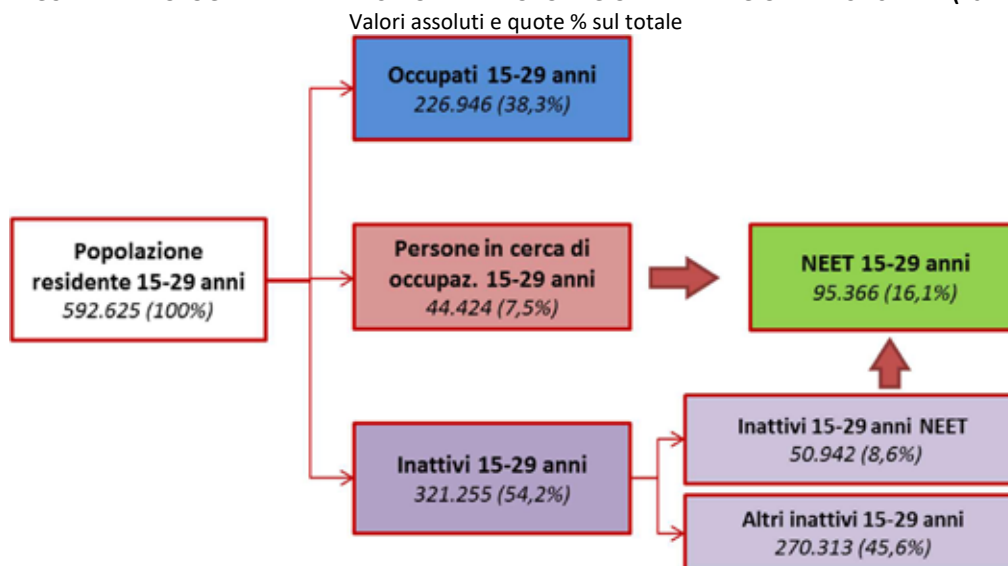 Valori assoluti e quote % sul totale
Occupati 15-29 anni
226.946 (38,3%)
Popolazione
residente 15-29 anni
592.625 (100%)
Persone in cerca di
occupaz. 15-29 anni
44.424 (7,5%)
NEET 15-29 anni
95.366 (16,1%)
Inattivi 15-29 anni
321.255 (54,2%)
Inattivi 15-29 anni NEET
50.942 (8,6%)
Altri inattivi 15-29 anni
270.313 (45,6%)